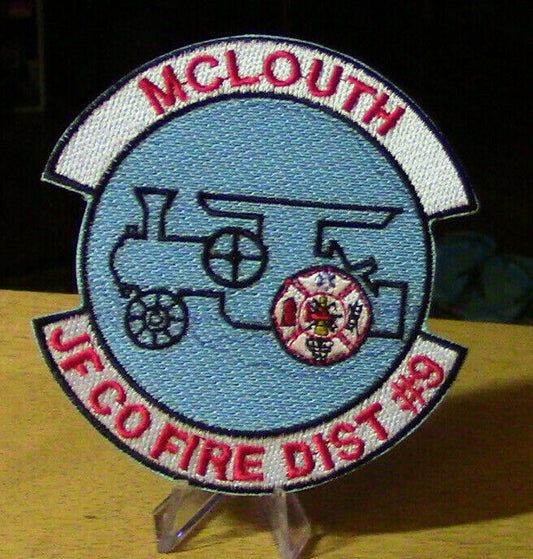 MCLOUTH
JF CO FIRE DIST #9